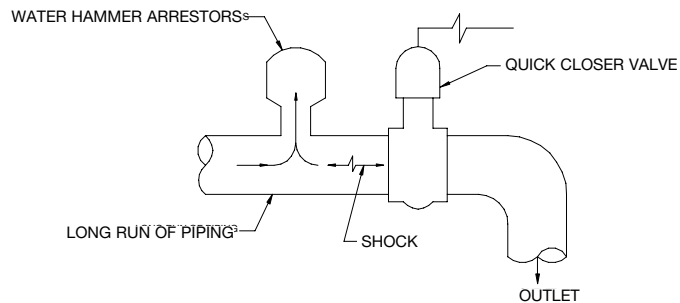 WATER HAMMER ARRESTORS
QUICK CLOSER VALVE
LONG RUN OF PIPING
SHOCK
OUTLET